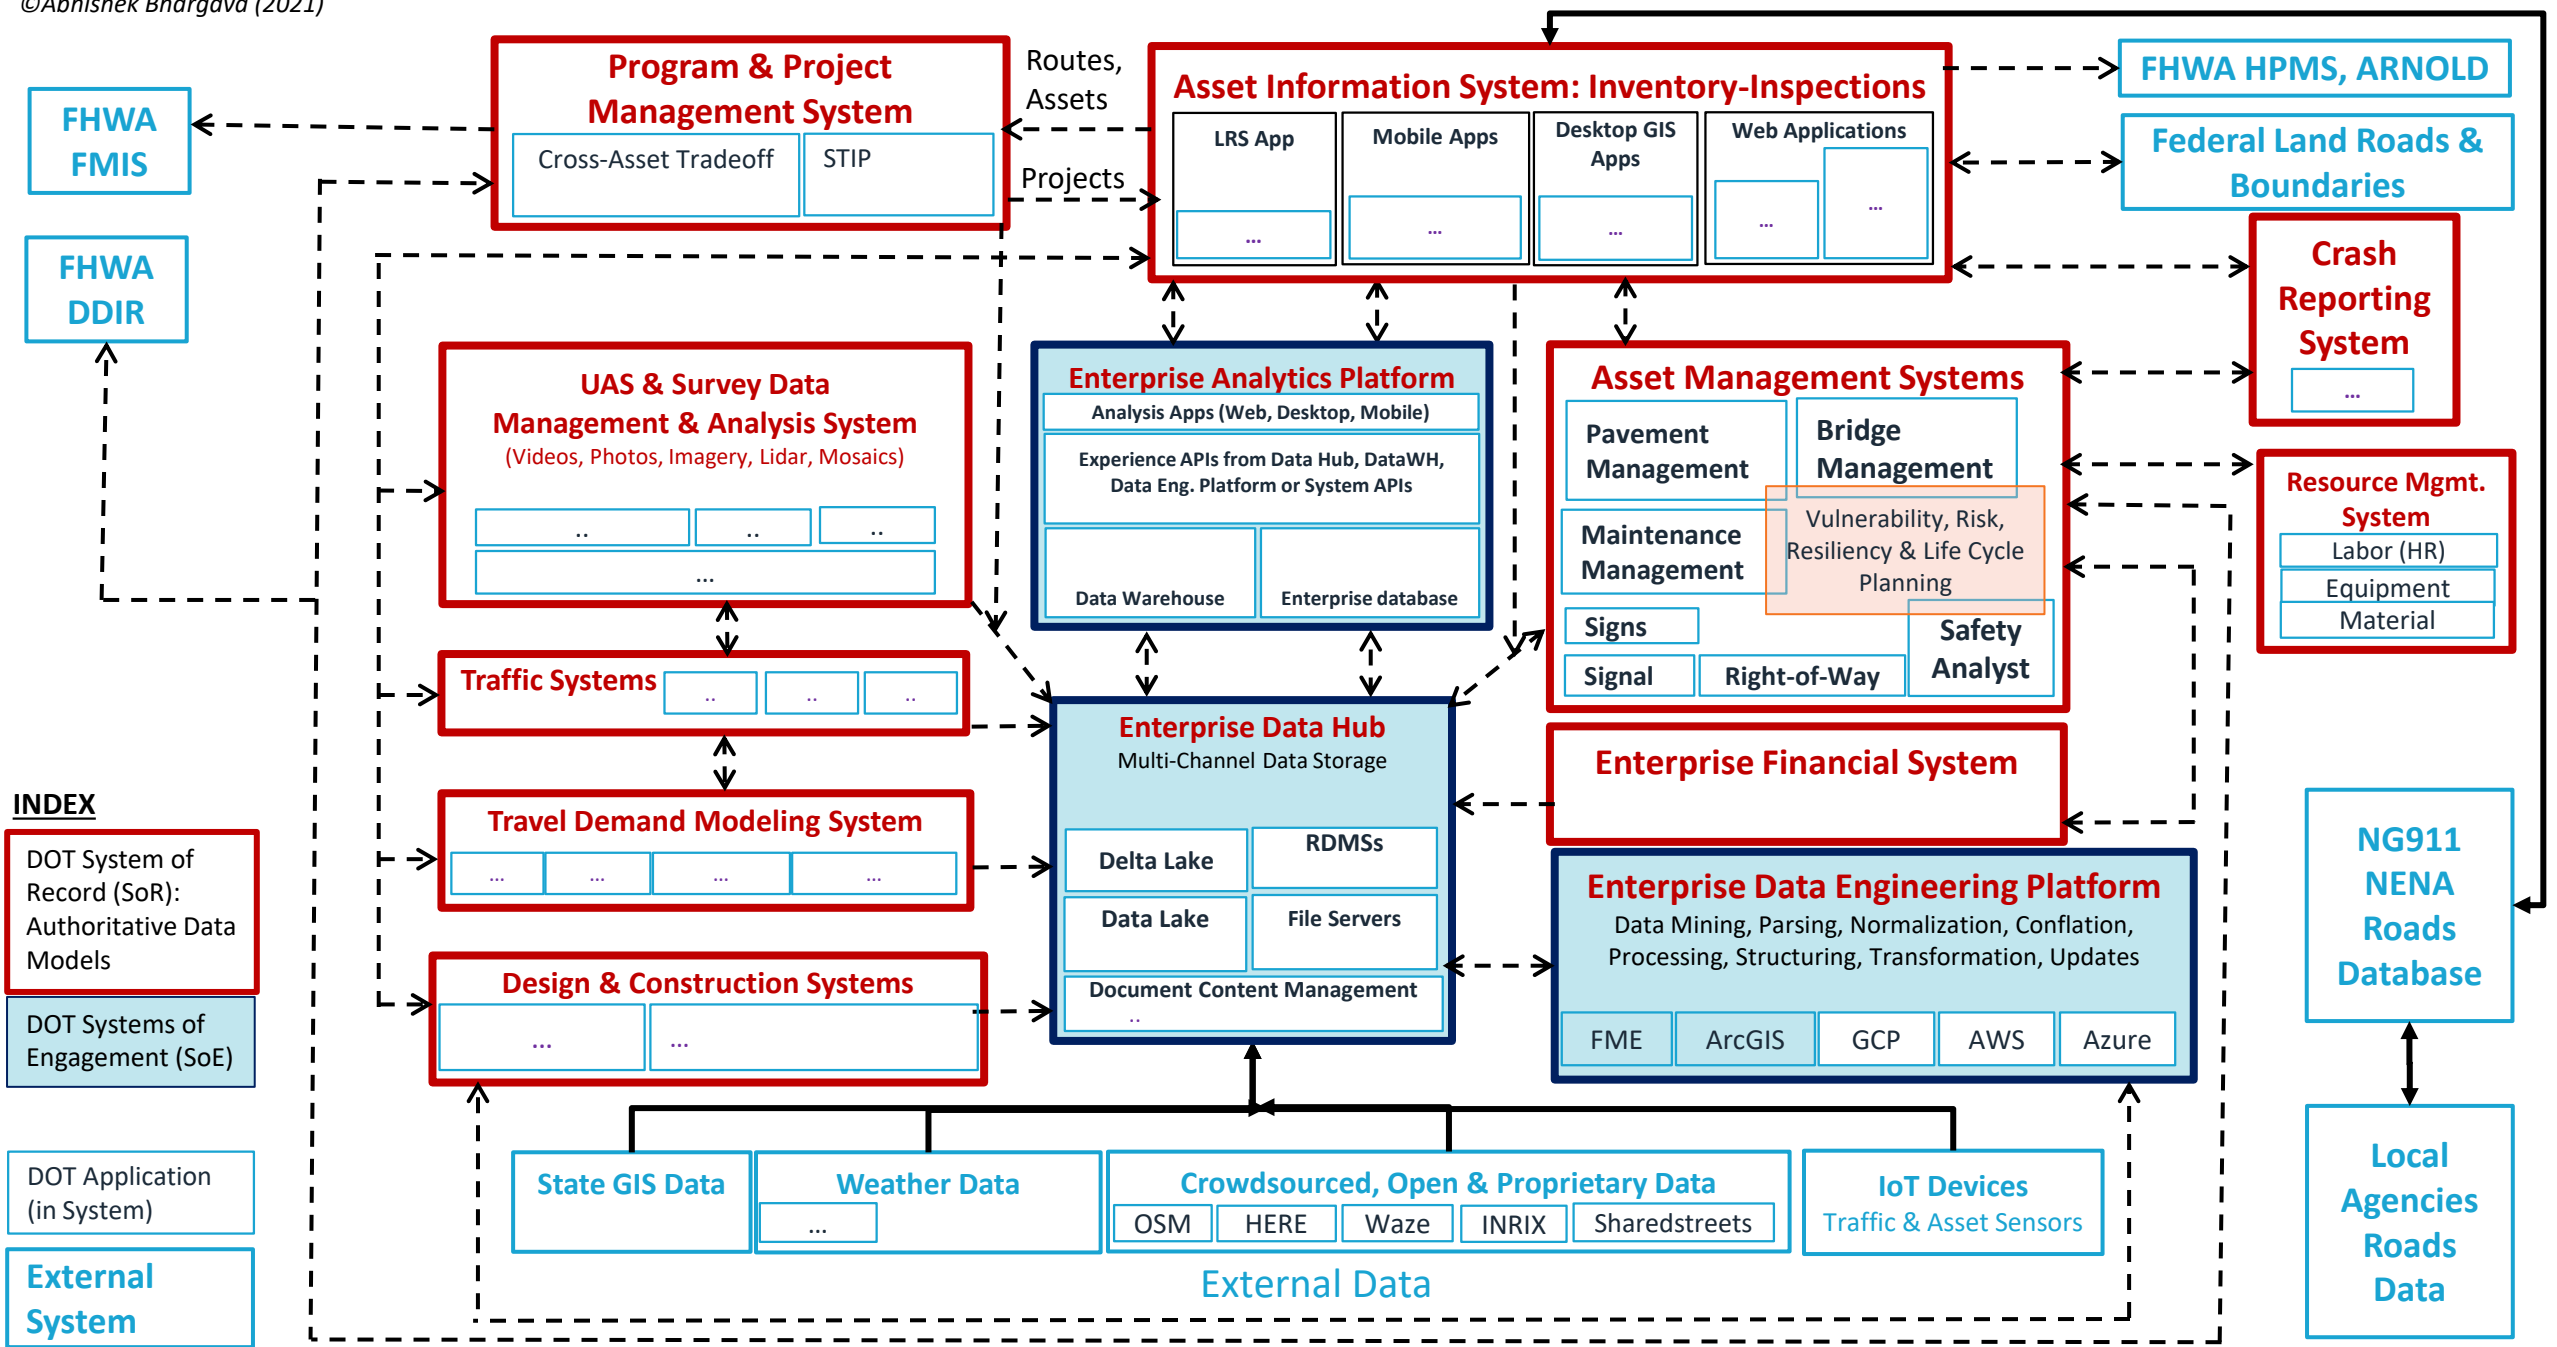 ©Abhishek Bhargava (2021)
Program & Project
Management System
Cross-Asset Tradeoff
STIP
Routes,
Assets
Projects
Asset Information System: Inventory-Inspections
LRS App
...
Mobile Apps
...
Desktop GIS
Apps
...
Web Applications
...
...
FHWA HPMS, ARNOLD
Federal Land Roads &
Boundaries
FHWA
FMIS
FHWA
DDIR
Crash
Reporting
System
...
UAS & Survey Data
Management & Analysis System
(Videos, Photos, Imagery, Lidar, Mosaics)
..
..
..
...
Enterprise Analytics Platform
Analysis Apps (Web, Desktop, Mobile)
Experience APIs from Data Hub, DataWH,
Data Eng. Platform or System APIs
Data Warehouse
Enterprise database
Asset Management Systems
Pavement
Management
Bridge
Management
Maintenance
Management
Vulnerability, Risk,
Resiliency & Life Cycle
Planning
Signs
Signal
Right-of-Way
Safety
Analyst
Resource Mgmt.
System
Labor (HR)
Equipment
Material
Traffic Systems
..
..
..
Travel Demand Modeling System
...
...
...
...
Design & Construction Systems
...
...
Enterprise Data Hub
Multi-Channel Data Storage
Delta Lake
RDMSs
Data Lake
File Servers
Document Content Management
..
Enterprise Financial System
Enterprise Data Engineering Platform
Data Mining, Parsing, Normalization, Conflation,
Processing, Structuring, Transformation, Updates
FME
ArcGIS
GCP
AWS
Azure
NG911
NENA
Roads
Database
Local
Agencies
Roads
Data
INDEX
DOT System of
Record (SoR):
Authoritative Data
Models
DOT Systems of
Engagement (SoE)
DOT Application
(in System)
External
System
State GIS Data
Weather Data
...
Crowdsourced, Open & Proprietary Data
OSM
HERE
Waze
INRIX
Sharedstreets
IoT Devices
Traffic & Asset Sensors
External Data